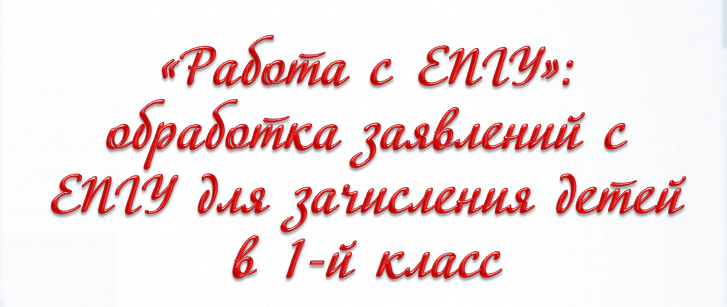 «Работа с ЕПГУ»:
обработка заявлений с
ЕПГУ для зачисления детей
в 1-й класс